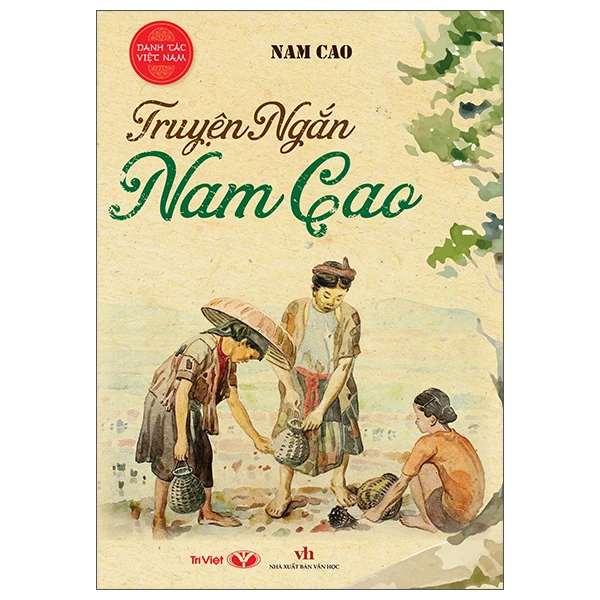 DANH TÁC
VIỆT NAM
NAM CAO
Truyện Ngắn
Nam Cao
Trí Việt
vh
NHÀ XUẤT BẢN VĂN HỌC